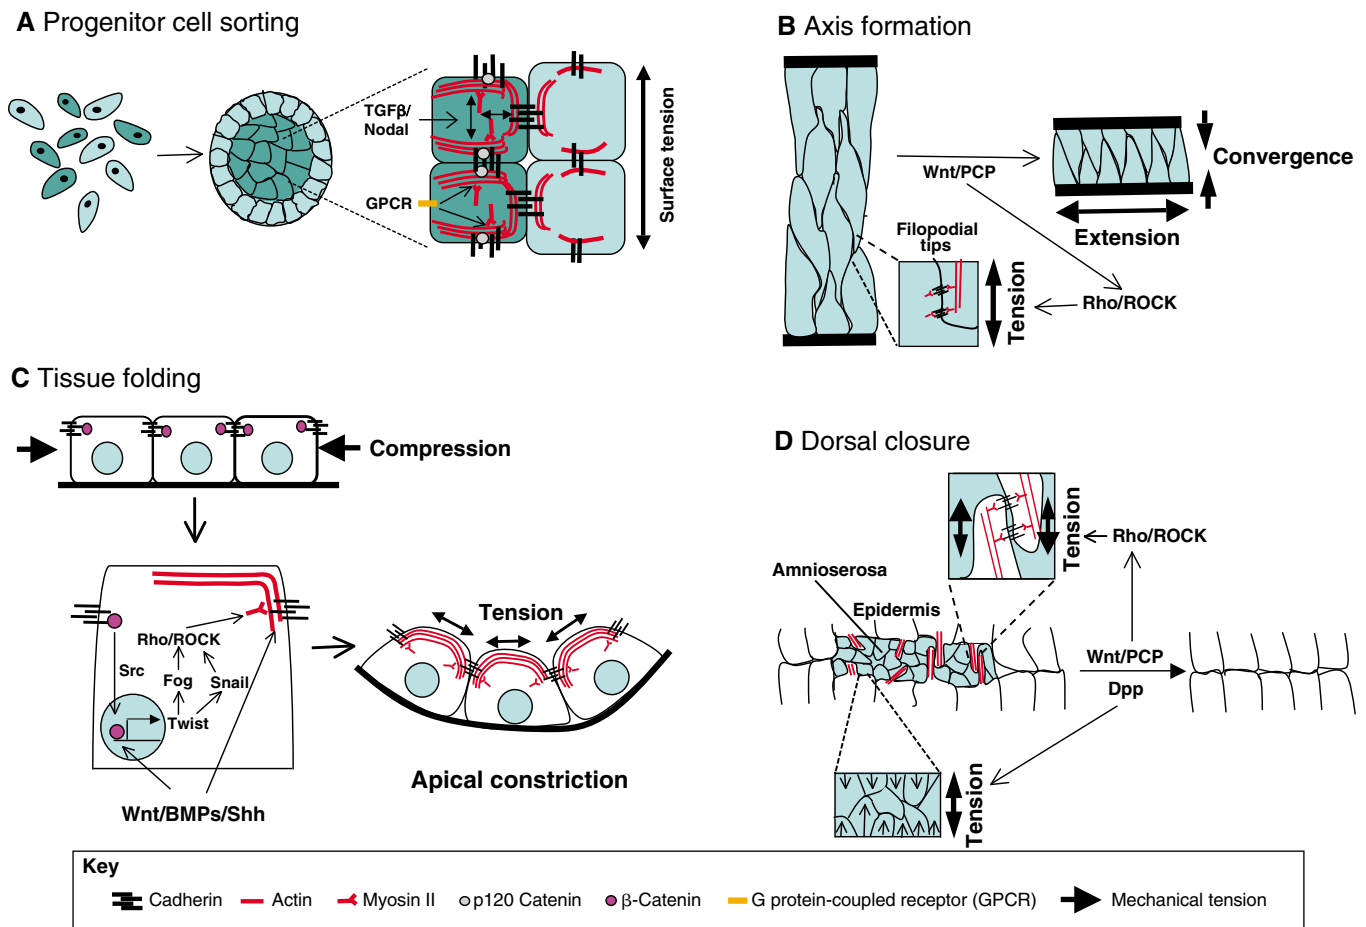 A Progenitor cell sorting
TGFβ/
Nodal
GPCR
Surface tension
B Axis formation
Wnt/PCP
Convergence
Extension
Filopodial
tips
Tension
Rho/ROCK
C Tissue folding
Compression
Rho/ROCK
Src
Fog
Snail
Twist
Wnt/BMPs/Shh
Tension
Apical constriction
D Dorsal closure
Tension
Rho/ROCK
Amnioserosa
Epidermis
Wnt/PCP
Dpp
Tension
Key
Cadherin
Actin
Myosin II
p120 Catenin
β-Catenin
G protein-coupled receptor (GPCR)
Mechanical tension